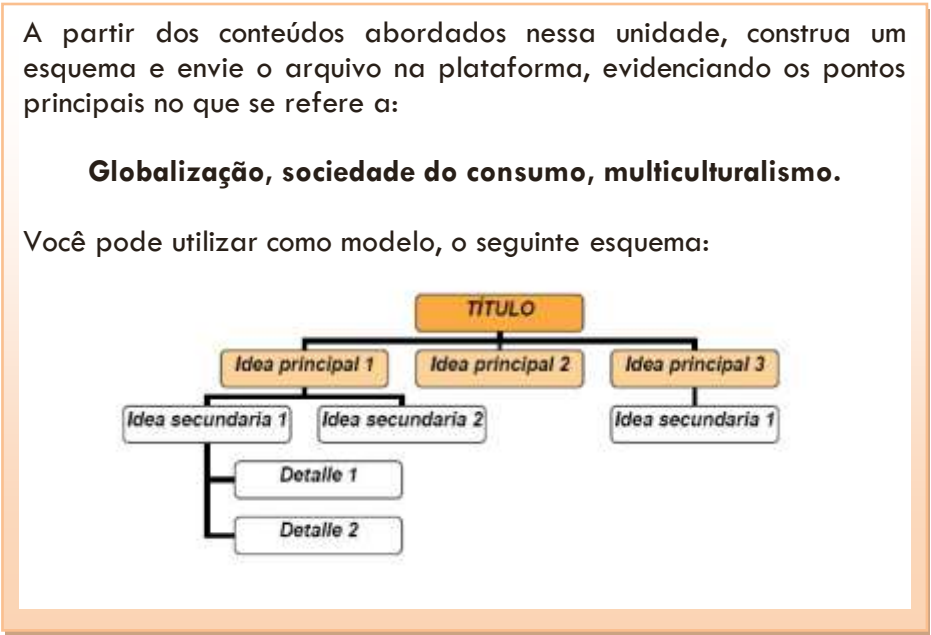 A partir dos conteúdos abordados nessa unidade, construa um
esquema e envie o arquivo na plataforma, evidenciando os pontos
principais no que se refere a:
Globalização, sociedade do consumo, multiculturalismo.
Você pode utilizar como modelo, o seguinte esquema:
TÍTULO
Idea principal 1
Idea principal 2
Idea principal 3
Idea secundaria 1
Idea secundaria 2
Idea secundaria 1
Detalle 1
Detalle 2